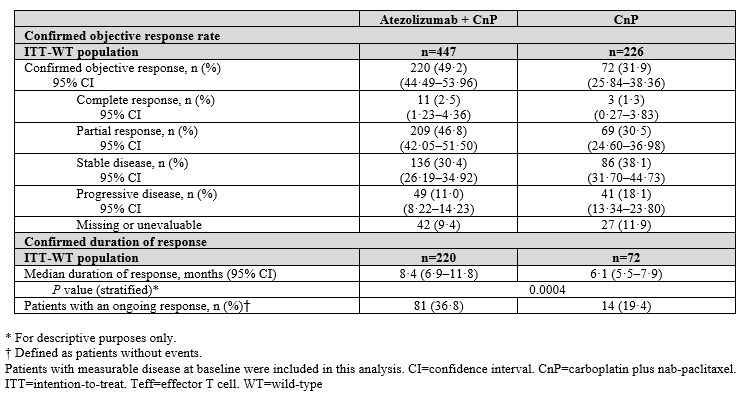 Atezolizumab + CnP CnP
Confirmed objective response rate
ITT-WT population n=447 n=226
Confirmed objective response, n (%) 220 (49·2) 72 (31·9)
95% CI (44·49–53·96) (25·84–38·36)
Complete response, n (%) 11 (2·5) 3 (1·3)
95% CI (1·23–4·36) (0·27–3·83)
Partial response, n (%) 209 (46·8) 69 (30·5)
95% CI (42·05–51·50) (24·60–36·98)
Stable disease, n (%) 136 (30·4) 86 (38·1)
95% CI (26·19–34·92) (31·70–44·73)
Progressive disease, n (%) 49 (11·0) 41 (18·1)
95% CI (8·22–14·23) (13·34–23·80)
Missing or unevaluable 42 (9·4) 27 (11·9)
Confirmed duration of response
ITT-WT population n=220 n=72
Median duration of response, months (95% CI) 8·4 (6·9–11·8) 6·1 (5·5–7·9)
P value (stratified)* 0.0004
Patients with an ongoing response, n (%)† 81 (36·8) 14 (19·4)
* For descriptive purposes only.
† Defined as patients without events.
Patients with measurable disease at baseline were included in this analysis. CI=confidence interval. CnP=carboplatin plus nab-paclitaxel.
ITT=intention-to-treat. Teff=effector T cell. WT=wild-type